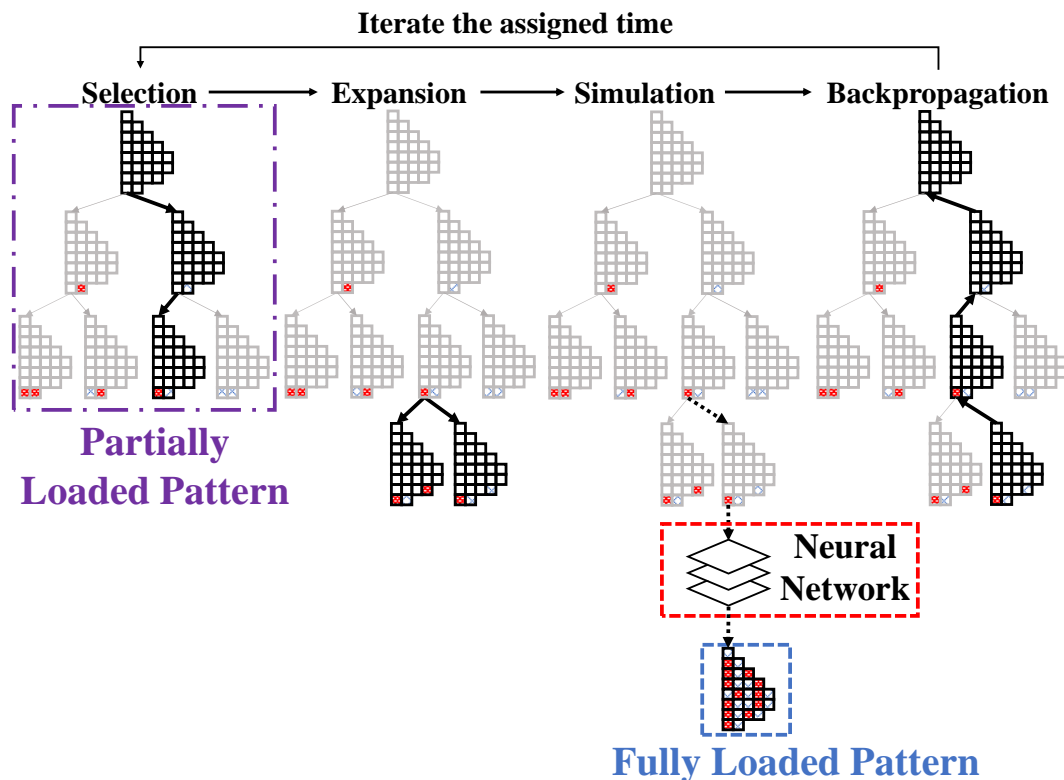 Iterate the assigned time
Selection
Expansion
Simulation
Backpropagation
Partially
Loaded Pattern
Neural
Network
Fully Loaded Pattern